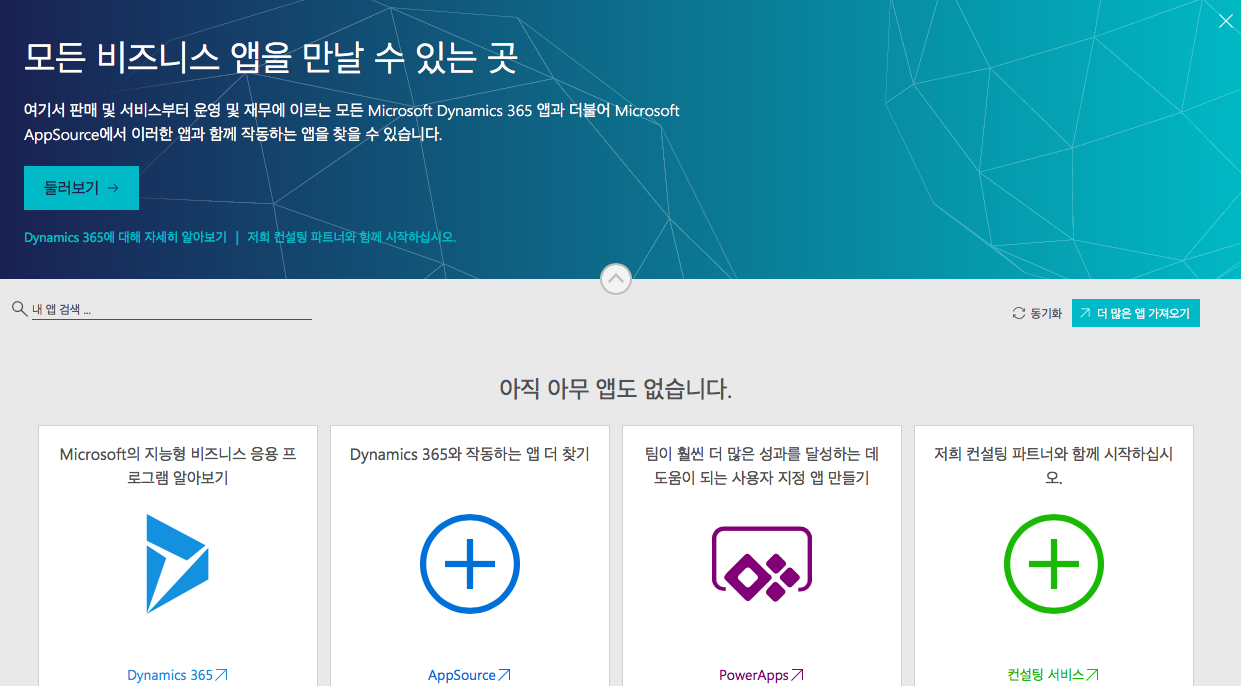 모든 비즈니스 앱을 만날 수 있는 곳
여기서 판매 및 서비스부터 운영 및 재무에 이르는 모든 Microsoft Dynamics 365 앱과 더불어 Microsoft
AppSource에서 이러한 앱과 함께 작동하는 앱을 찾을 수 있습니다.
둘러보기 →
Dynamics 365에 대해 자세히 알아보기 | 저희 컨설팅 파트너와 함께 시작하십시오.
내 앱 검색 ...
동기화
더 많은 앱 가져오기
아직 아무 앱도 없습니다.
Microsoft의 지능형 비즈니스 응용 프
로그램 알아보기
Dynamics 365
Dynamics 365와 작동하는 앱 더 찾기
AppSource
팀이 훨씬 더 많은 성과를 달성하는 데
도움이 되는 사용자 지정 앱 만들기
PowerApps
저희 컨설팅 파트너와 함께 시작하십시
오.
컨설팅 서비스